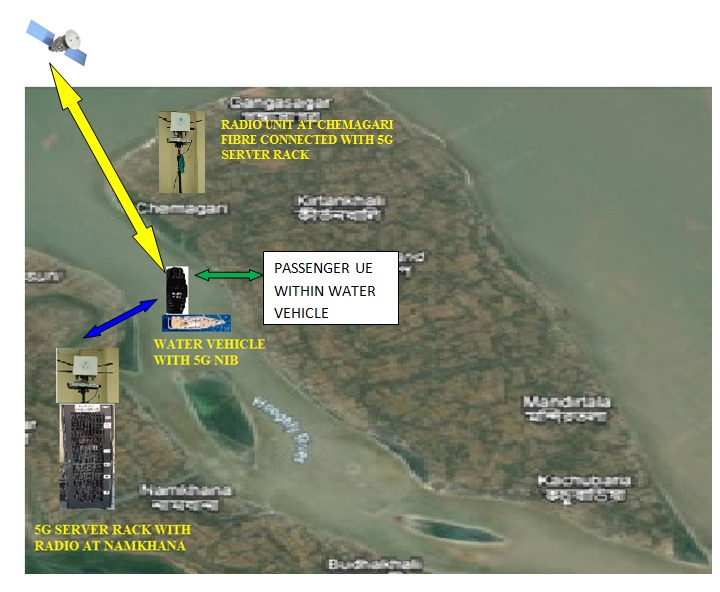 Gangasagar
RADIO UNIT AT CHEMAGARI
FIBRE CONNECTED WITH 5G
SERVER RACK
Chemagari
Kirtankhali
PASSENGER UE
WITHIN WATER
VEHICLE
WATER VEHICLE
WITH 5G NIB
Mandirtala
Namkhana
Kachubaria
5G SERVER RACK WITH
RADIO AT NAMKHANA
Budhakhali